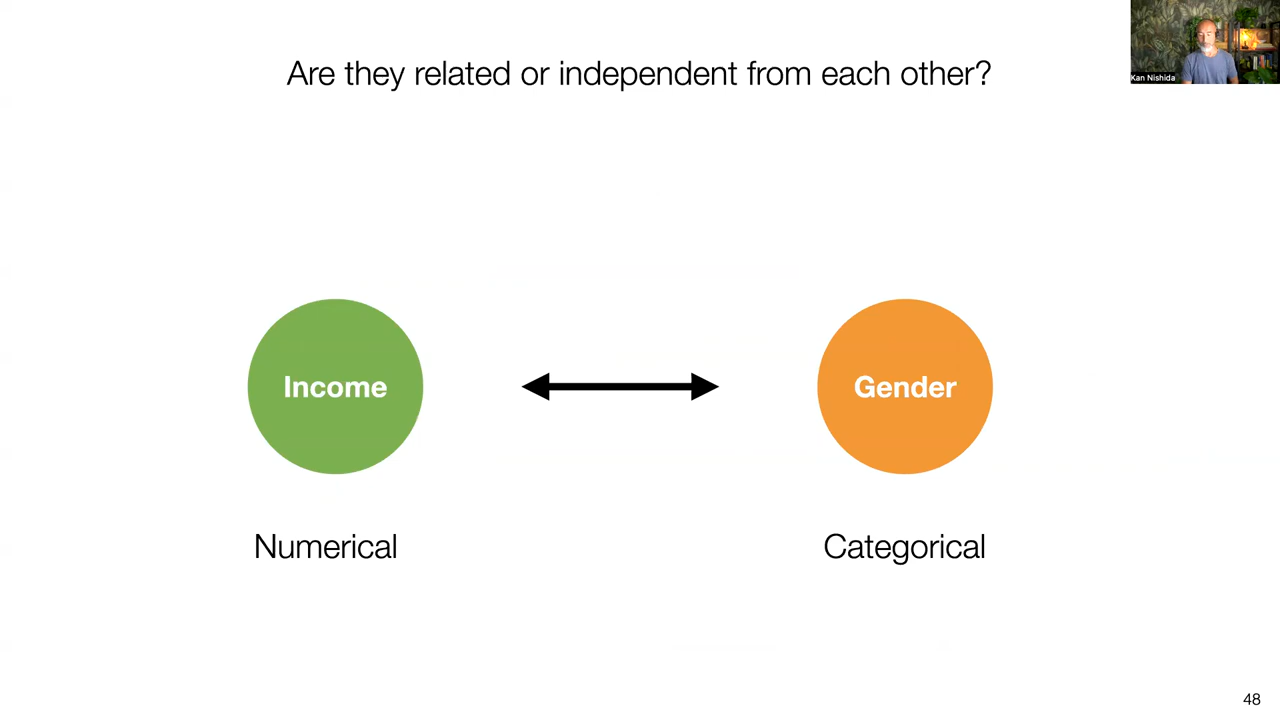 Are they related or independent from each other?
Kan Nishida
Income
Gender
Numerical
Categorical
48